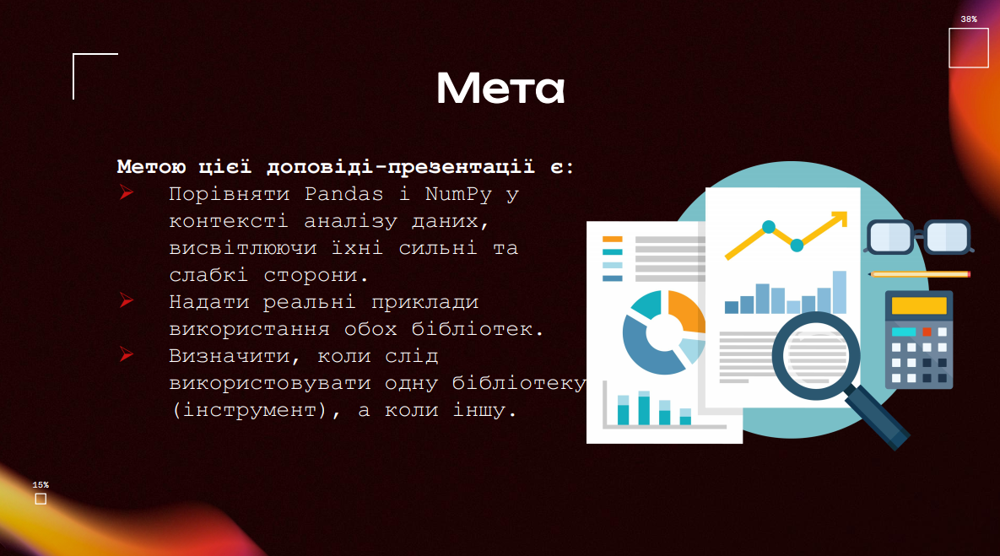 38%
Мета
Метою цієї доповіді-презентації є:
Порівняти Pandas і NumPy у
контексті аналізу даних,
висвітлюючи їхні сильні та
слабкі сторони.
Надати реальні приклади
використання обох бібліотек.
Визначити, коли слід
використовувати одну бібліотеку
(інструмент), а коли іншу.
15%